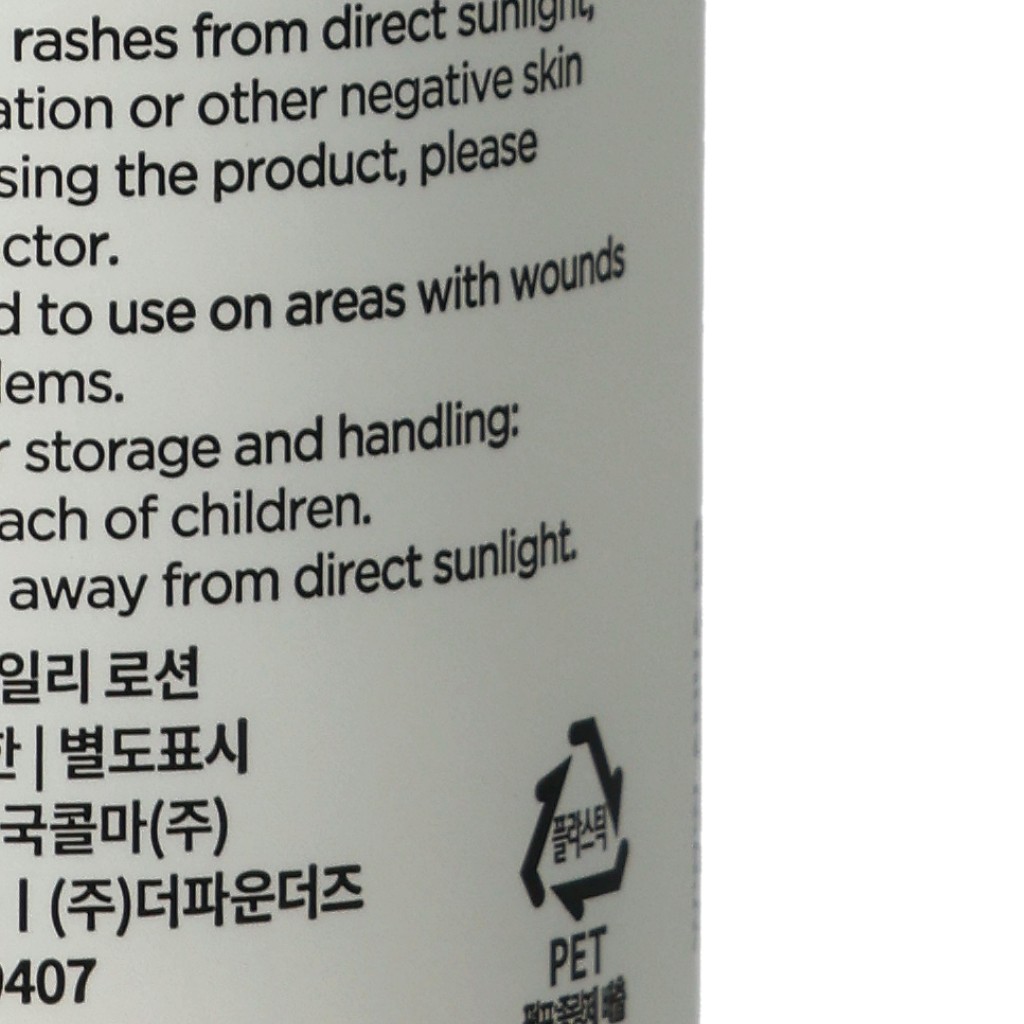 rashes from direct sunlight,
ation or other negative skin
sing the product, please
ctor.
d to use on areas with wounds
lems.
r storage and handling:
ach of children.
away from direct sunlight.
일리 로션
한 | 별도표시
국콜마(주)
| (주)더파운더즈
0407
플라스틱
PET